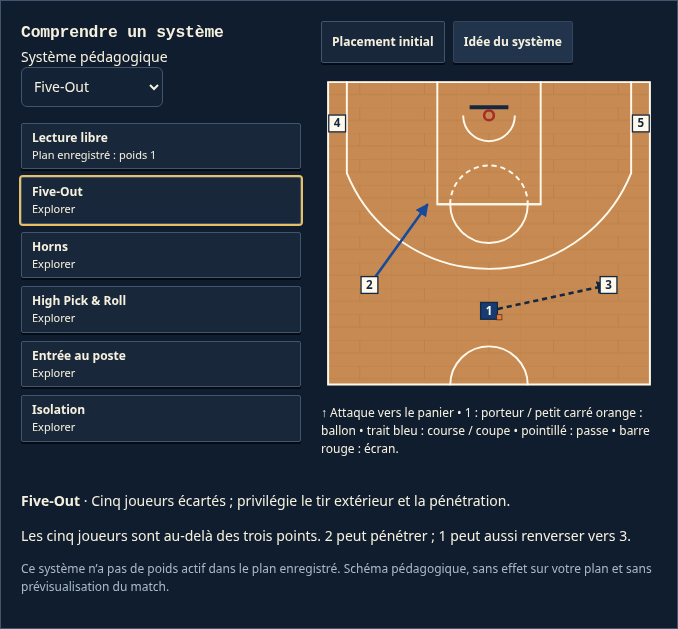 Comprendre un système
Système pédagogique
Five-Out
Lecture libre
Plan enregistré : poids 1
Five-Out
Explorer
Horns
Explorer
High Pick & Roll
Explorer
Entrée au poste
Explorer
Isolation
Explorer
Placement initial
Idée du système
4
5
2
3
1
↑ Attaque vers le panier • 1 : porteur / petit carré orange :
ballon • trait bleu : course / coupe • pointillé : passe • barre
rouge : écran.
Five-Out · Cinq joueurs écartés ; privilégie le tir extérieur et la pénétration.
Les cinq joueurs sont au-delà des trois points. 2 peut pénétrer ; 1 peut aussi renverser vers 3.
Ce système n’a pas de poids actif dans le plan enregistré. Schéma pédagogique, sans effet sur votre plan et sans
prévisualisation du match.